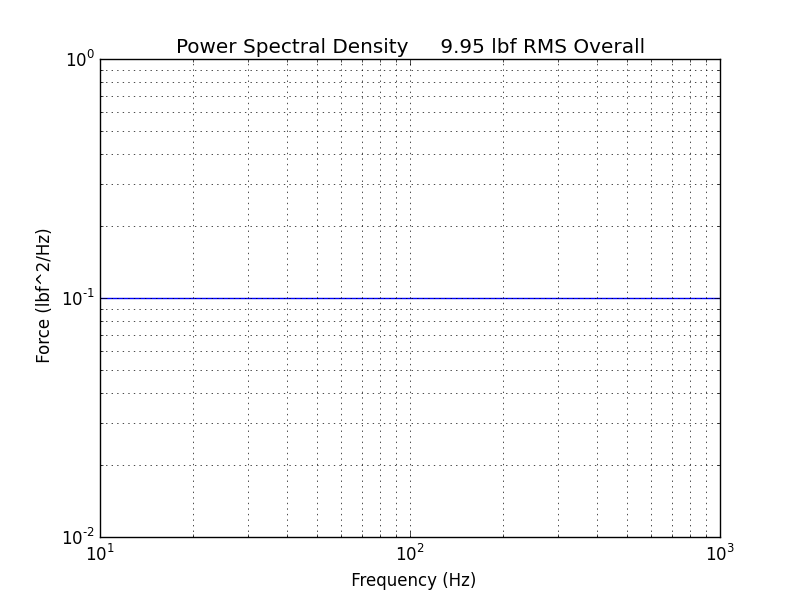 Power Spectral Density     9.95 lbf RMS Overall
10^0
10^-1
10^-2
Force (lbf^2/Hz)
10^1 10^2 10^3
Frequency (Hz)